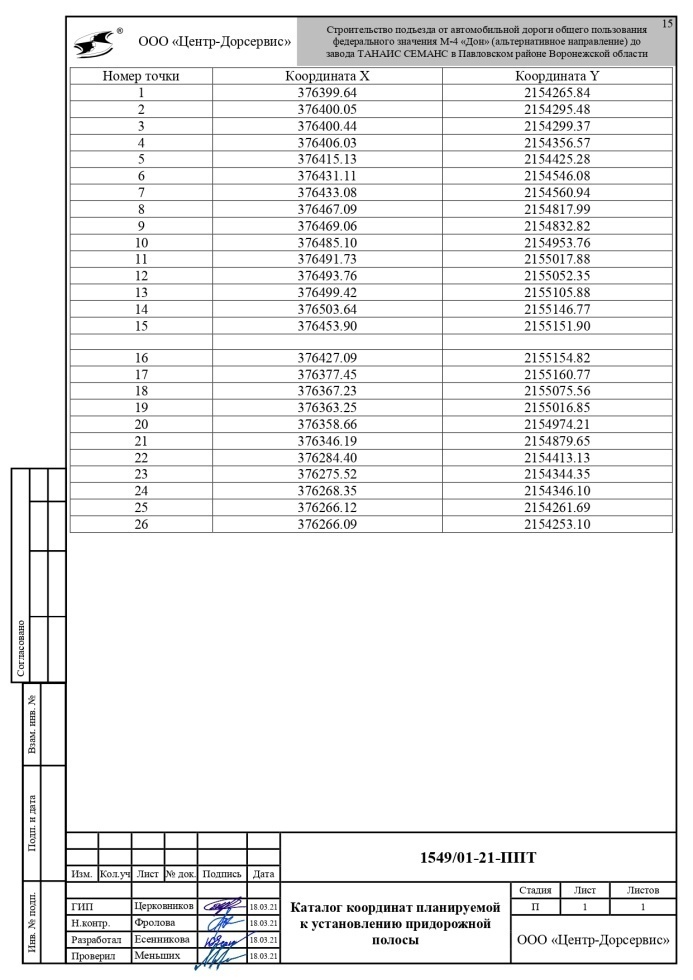 15
® ООО «Центр-Дорсервис»
Строительство подъезда от автомобильной дороги общего пользования
федерального значения М-4 «Дон» (альтернативное направление) до
завода ТАНАИС СЕМАНС в Павловском районе Воронежской области
Номер точки Координата X Координата Y
1 376399.64 2154265.84
2 376400.05 2154295.48
3 376400.44 2154299.37
4 376406.03 2154356.57
5 376415.13 2154425.28
6 376431.11 2154546.08
7 376433.08 2154560.94
8 376467.09 2154817.99
9 376469.06 2154832.82
10 376485.10 2154953.76
11 376491.73 2155017.88
12 376493.76 2155052.35
13 376499.42 2155105.88
14 376503.64 2155146.77
15 376453.90 2155151.90
16 376427.09 2155154.82
17 376377.45 2155160.77
18 376367.23 2155075.56
19 376363.25 2155016.85
20 376358.66 2154974.21
21 376346.19 2154879.65
22 376284.40 2154413.13
23 376275.52 2154344.35
24 376268.35 2154346.10
25 376266.12 2154261.69
26 376266.09 2154253.10
Согласовано
Взам. инв. №
Подп. и дата
Инв. № подп.
1549/01-21-ППТ
Изм. Кол.уч Лист № док. Подпись Дата
ГИП Церковников 18.03.21
Н.контр. Фролова 18.03.21
Разработал Есенникова 18.03.21
Проверил Меньших 18.03.21
Каталог координат планируемой
к установлению придорожной
полосы
Стадия Лист Листов
П 1 1
ООО «Центр-Дорсервис»